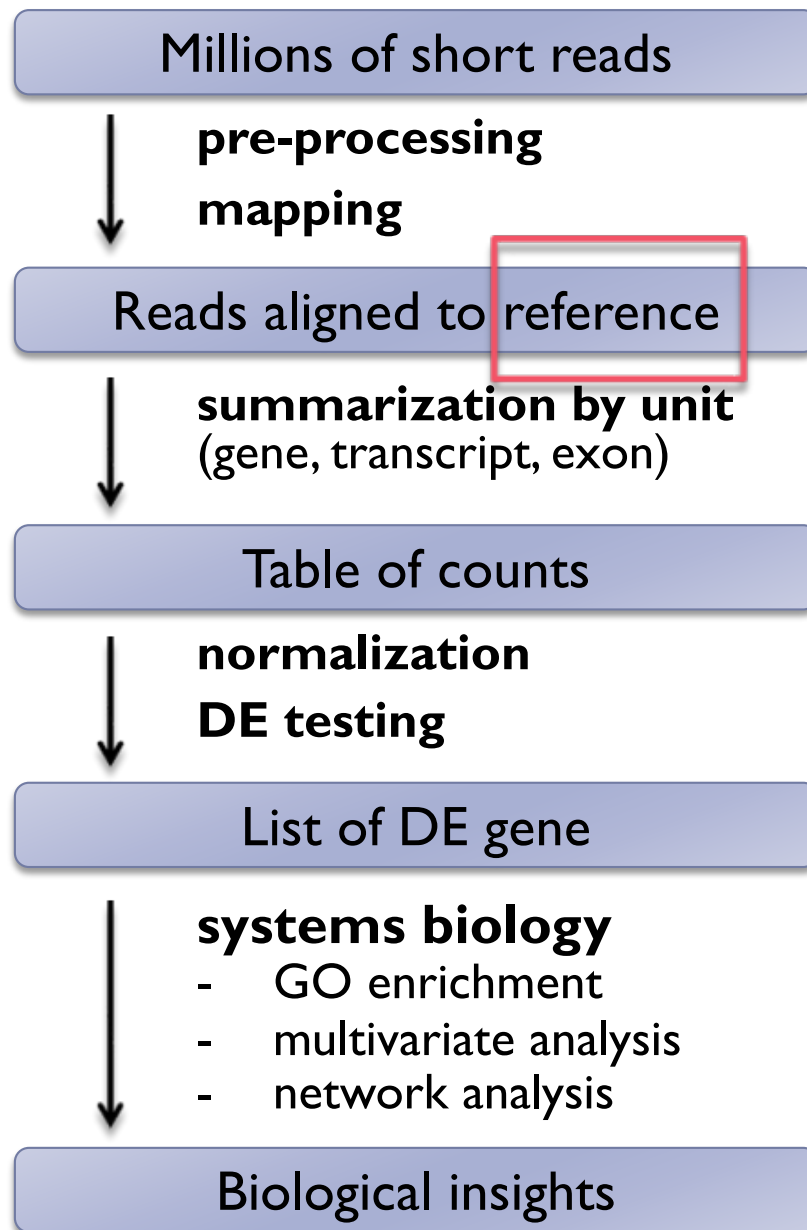 Millions of short reads
pre-processing
mapping
Reads aligned to reference
summarization by unit
(gene, transcript, exon)
Table of counts
normalization
DE testing
List of DE gene
systems biology
- GO enrichment
- multivariate analysis
- network analysis
Biological insights